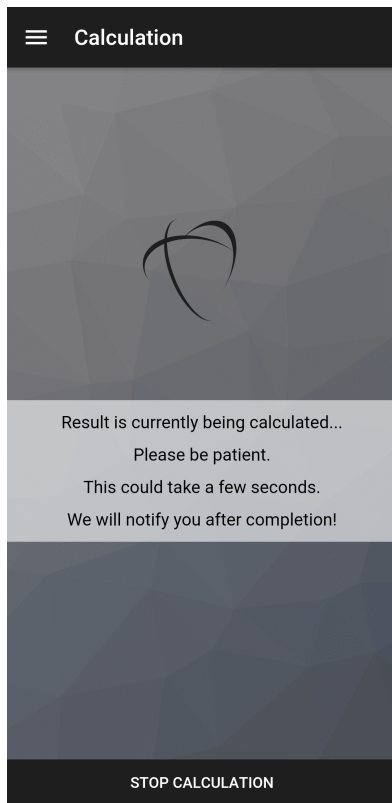 Calculation
Result is currently being calculated...
Please be patient.
This could take a few seconds.
We will notify you after completion!
STOP CALCULATION